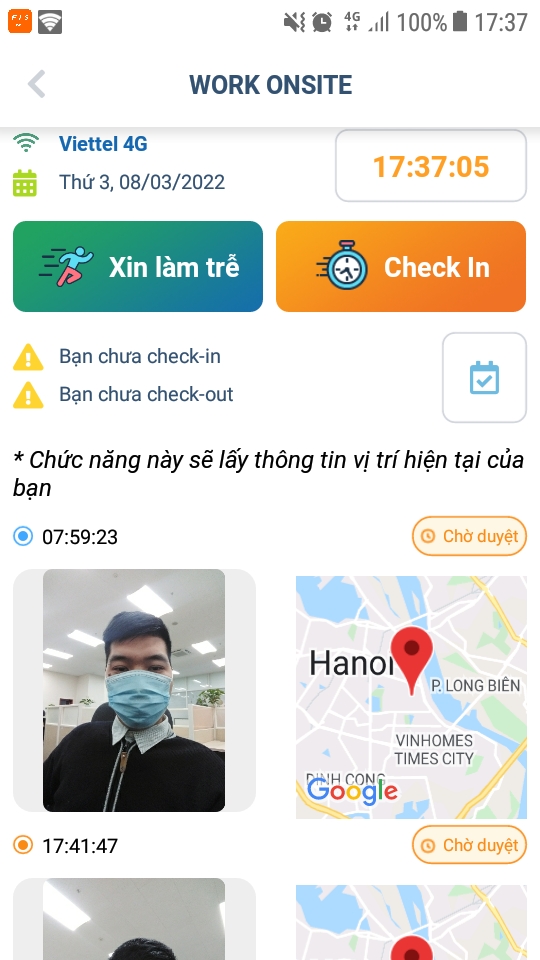 FIS
4G
100%
17:37
WORK ONSITE
Viettel 4G
Thứ 3, 08/03/2022
17:37:05
Xin làm trễ
Check In
Bạn chưa check-in
Bạn chưa check-out
* Chức năng này sẽ lấy thông tin vị trí hiện tại của
bạn
07:59:23
Chờ duyệt
Hanoi
P. LONG BIÊN
VINHOMES
TIMES CITY
ĐỊNH CÔNG
Google
17:41:47
Chờ duyệt